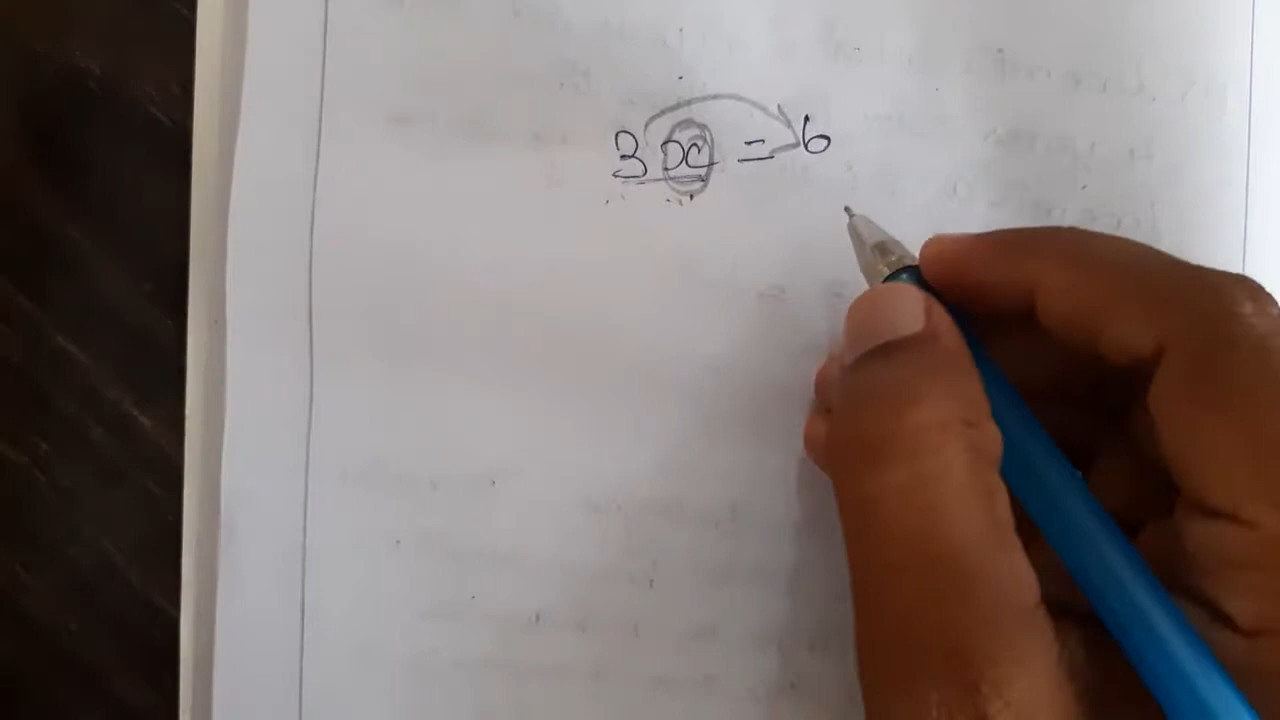 3x = 6